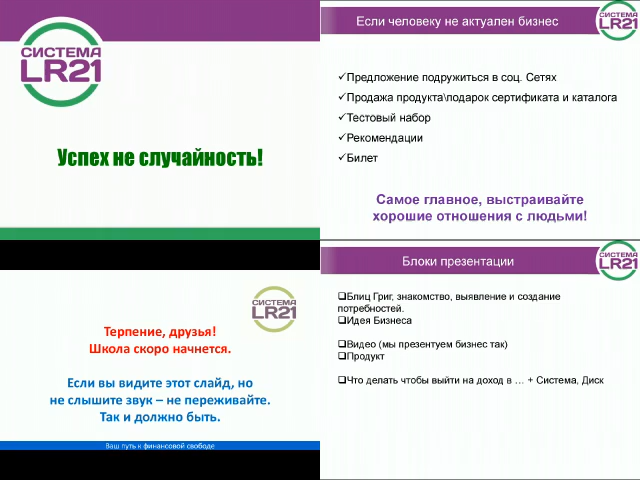 СИСТЕМА
LR21
Успех не случайность!
Если человеку не актуален бизнес
СИСТЕМА
LR21
✓Предложение подружиться в соц. Сетях
✓Продажа продукта\подарок сертификата и каталога
✓Тестовый набор
✓Рекомендации
✓Билет
Самое главное, выстраивайте
хорошие отношения с людьми!
СИСТЕМА
LR21
Терпение, друзья!
Школа скоро начнется.
Если вы видите этот слайд, но
не слышите звук – не переживайте.
Так и должно быть.
Ваш путь к финансовой свободе
Блоки презентации
СИСТЕМА
LR21
❑Блиц Григ, знакомство, выявление и создание
потребностей.
❑Идея Бизнеса
❑Видео (мы презентуем бизнес так)
❑Продукт
❑Что делать чтобы выйти на доход в … + Система, Диск